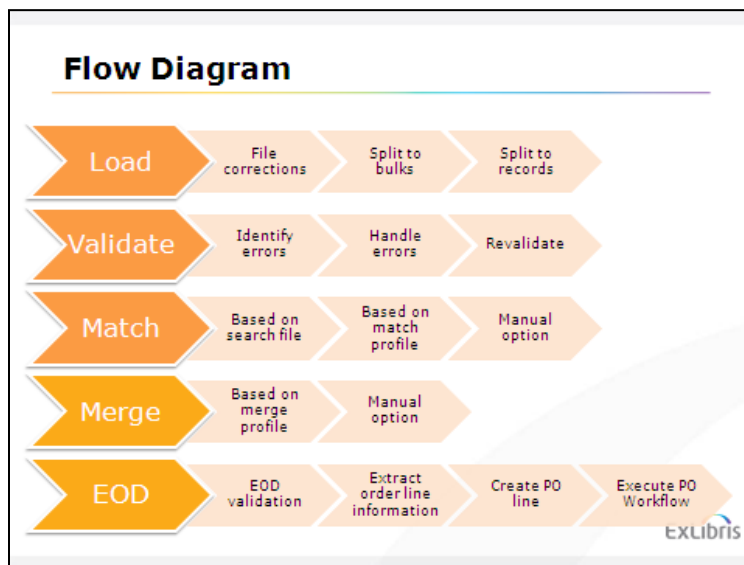 Flow Diagram
Load
File
corrections
Split to
bulks
Split to
records
Validate
Identify
errors
Handle
errors
Revalidate
Match
Based on
search file
Based on
match
profile
Manual
option
Merge
Based on
merge
profile
Manual
option
EOD
EOD
validation
Extract
order line
information
Create PO
line
Execute PO
Workflow
ExLibris